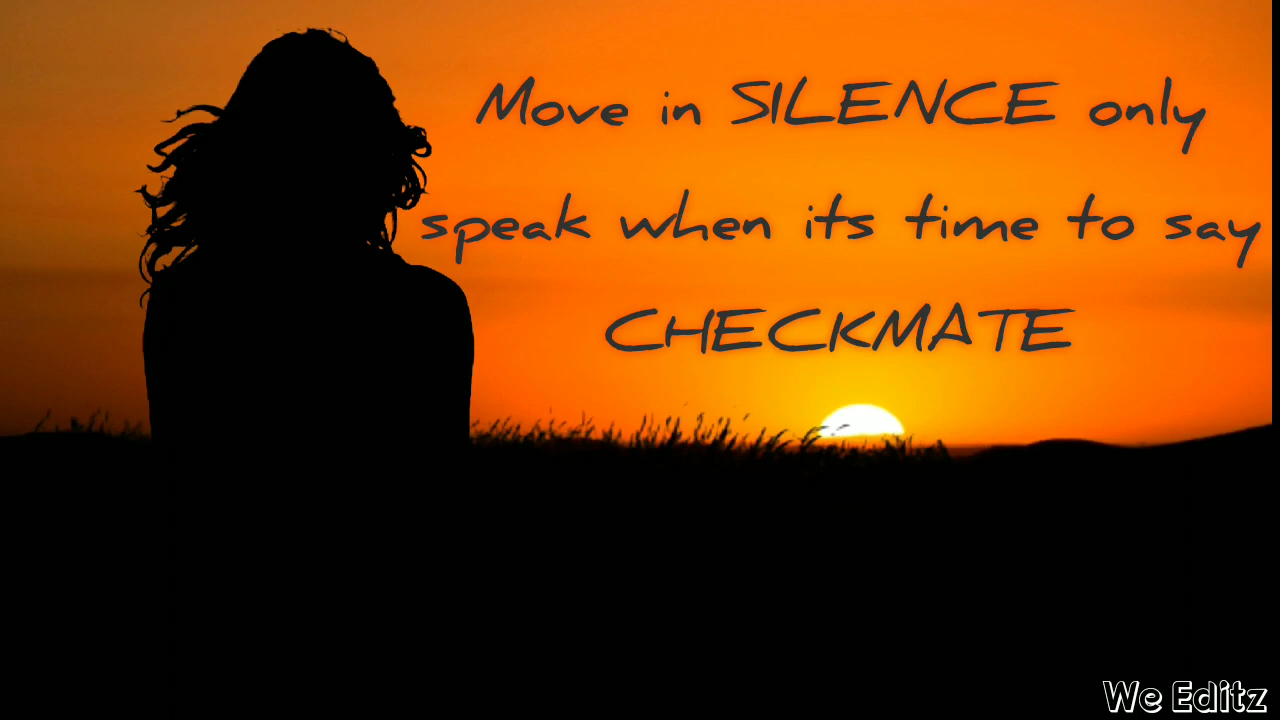 Move in SILENCE only
speak when its time to say
CHECKMATE
We Editz